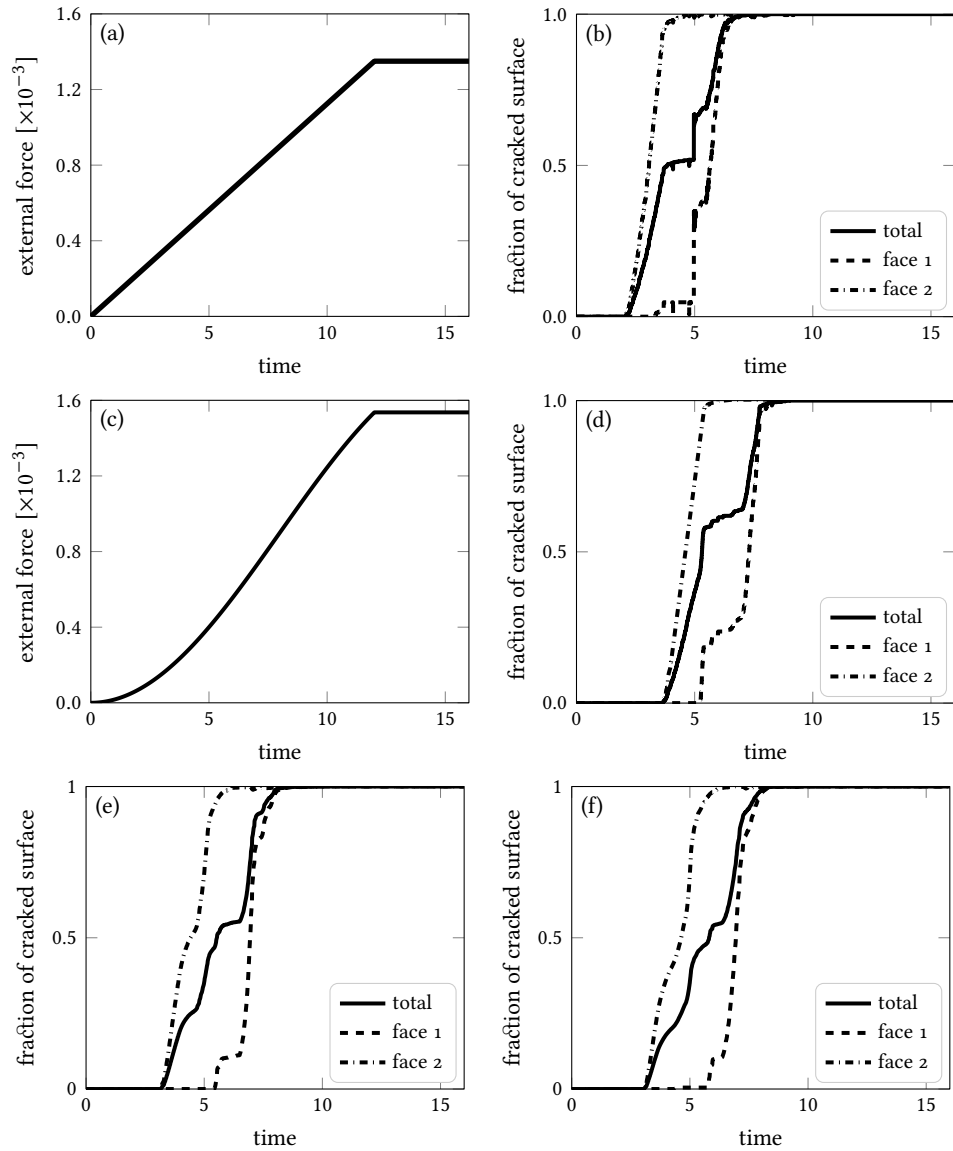 (a)
external force [×10⁻³]
1.6
1.2
0.8
0.4
0.0
0
5
10
15
time
(b)
fraction of cracked surface
1.0
0.5
0.0
0
5
10
15
time
total
face 1
face 2
(c)
external force [×10⁻³]
1.6
1.2
0.8
0.4
0.0
0
5
10
15
time
(d)
fraction of cracked surface
1.0
0.5
0.0
0
5
10
15
time
total
face 1
face 2
(e)
fraction of cracked surface
1
0.5
0
0
5
10
15
time
total
face 1
face 2
(f)
fraction of cracked surface
1
0.5
0
0
5
10
15
time
total
face 1
face 2